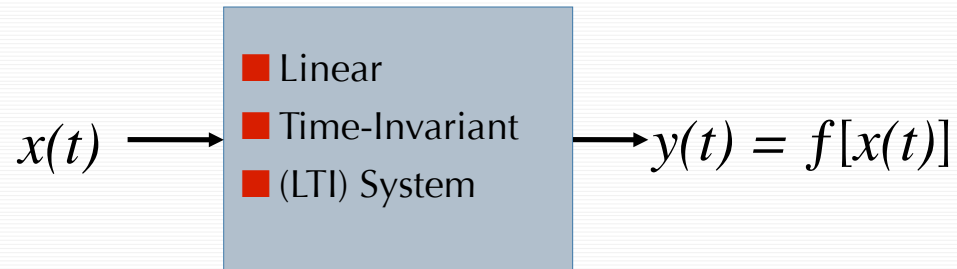 Linear
Time-Invariant
(LTI) System
x(t)
y(t) = f[x(t)]